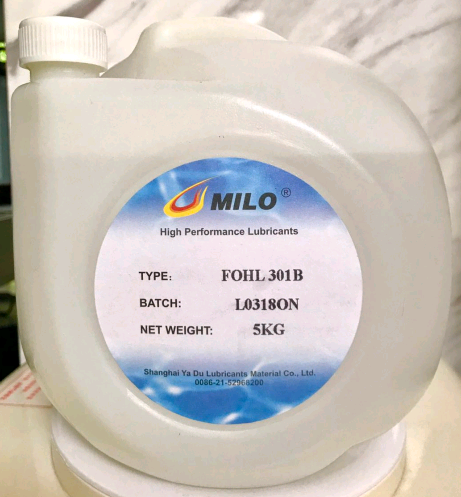 MILO®
High Performance Lubricants
TYPE: FOHL 301B
BATCH: L0318ON
NET WEIGHT: 5KG
Shanghai Ya Du Lubricants Material Co., Ltd.
0086-21-52966200